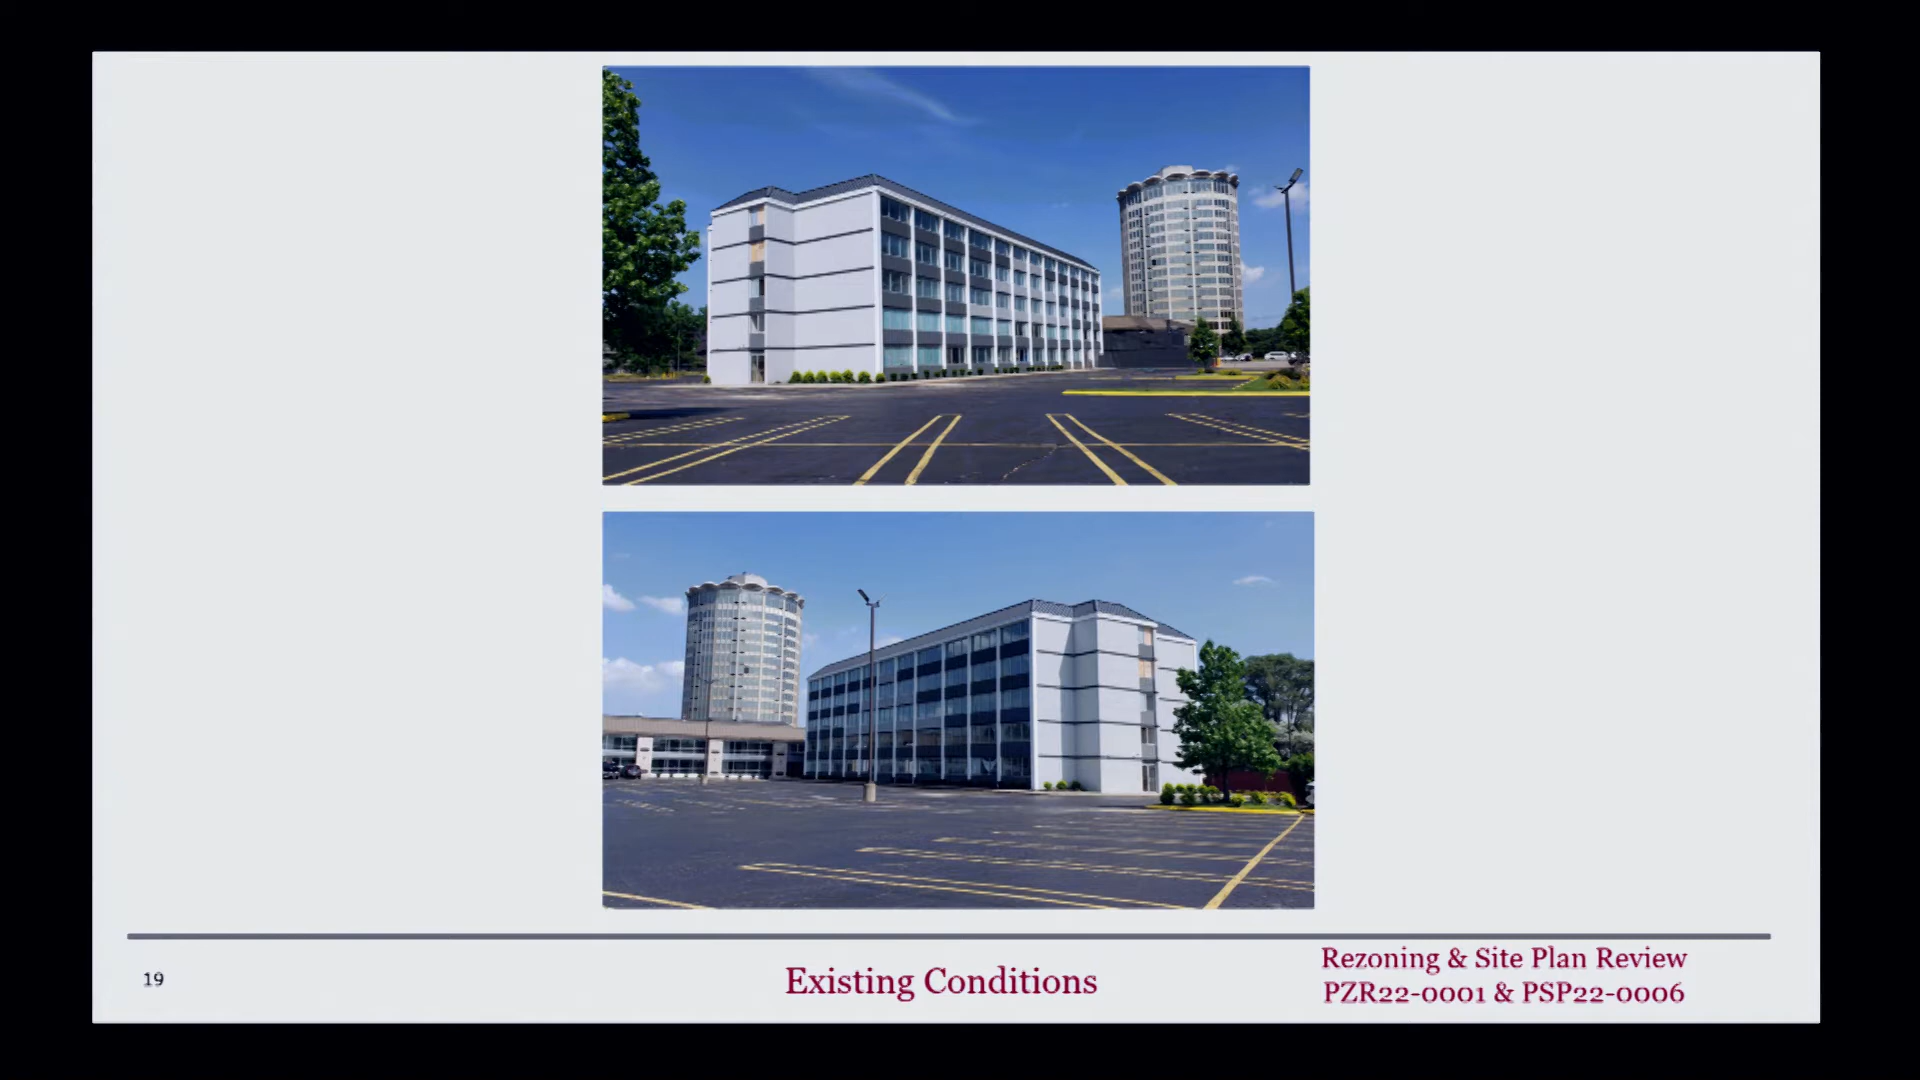 19
Existing Conditions
Rezoning & Site Plan Review
PZR22-0001 & PSP22-0006